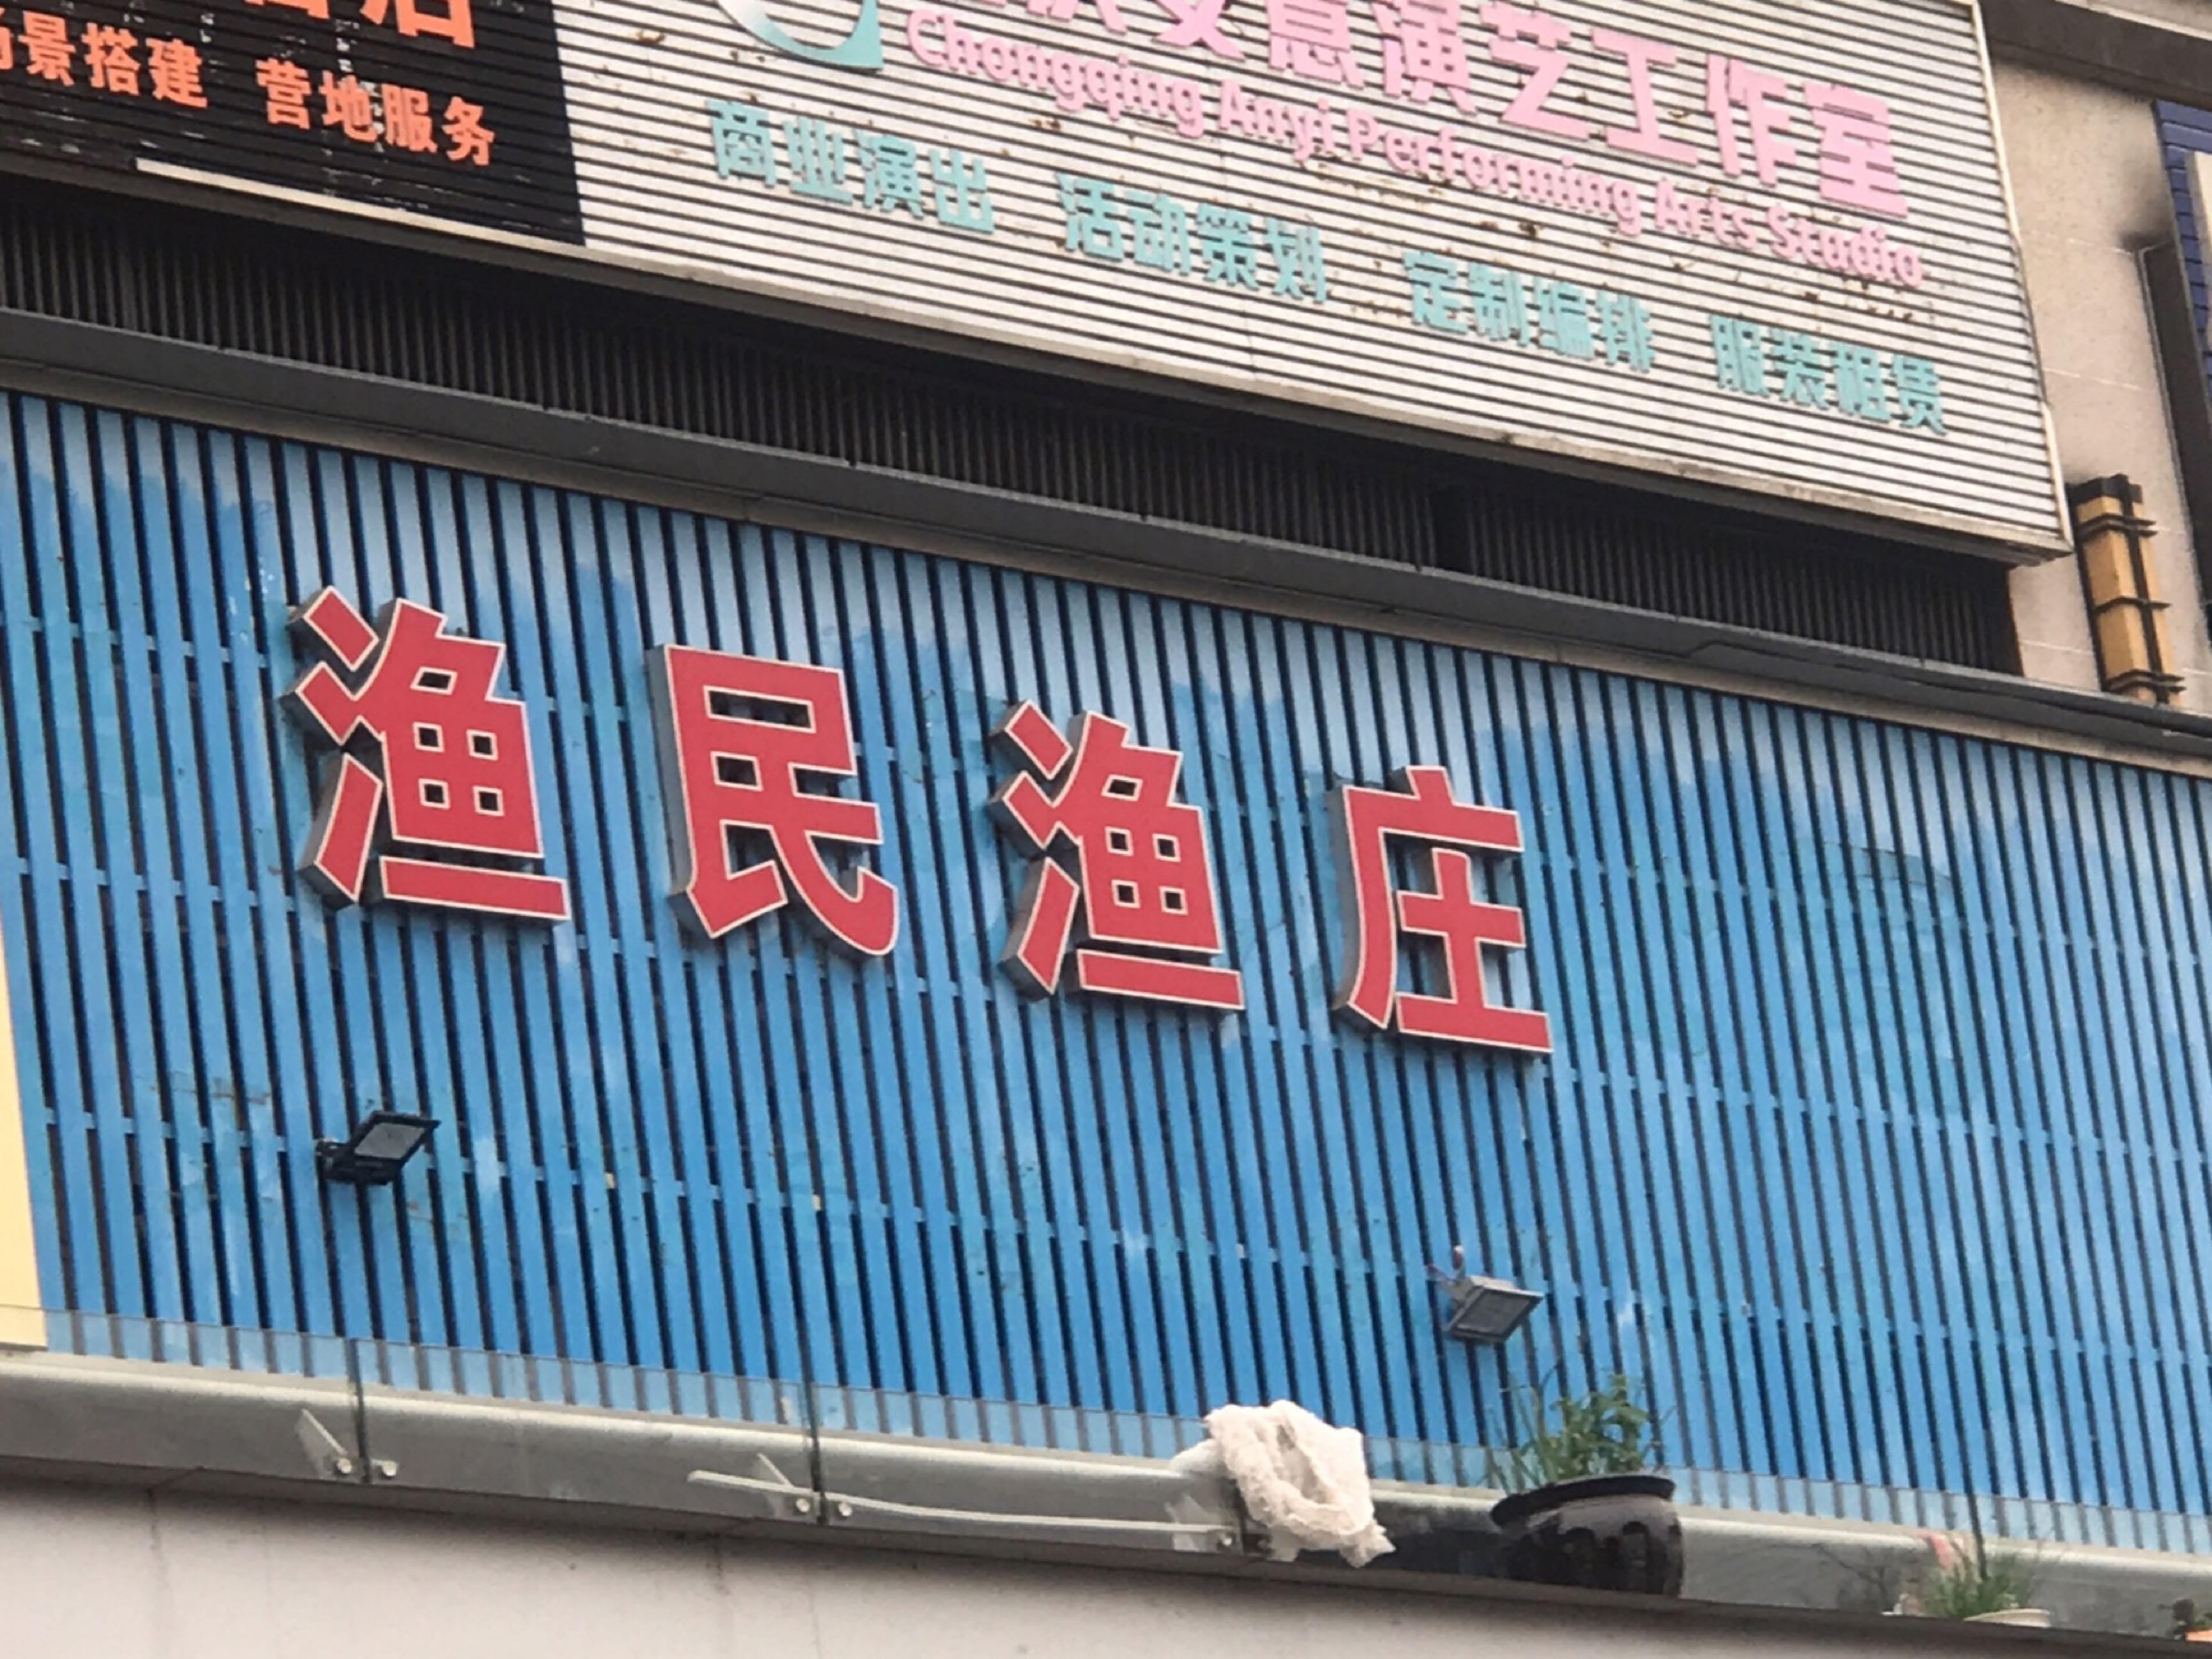 景搭建 营地服务
意演艺工作室
Chongqing Anyi Performing Arts Studio
商业演出 活动策划 定制编排 服装租赁
渔民渔庄